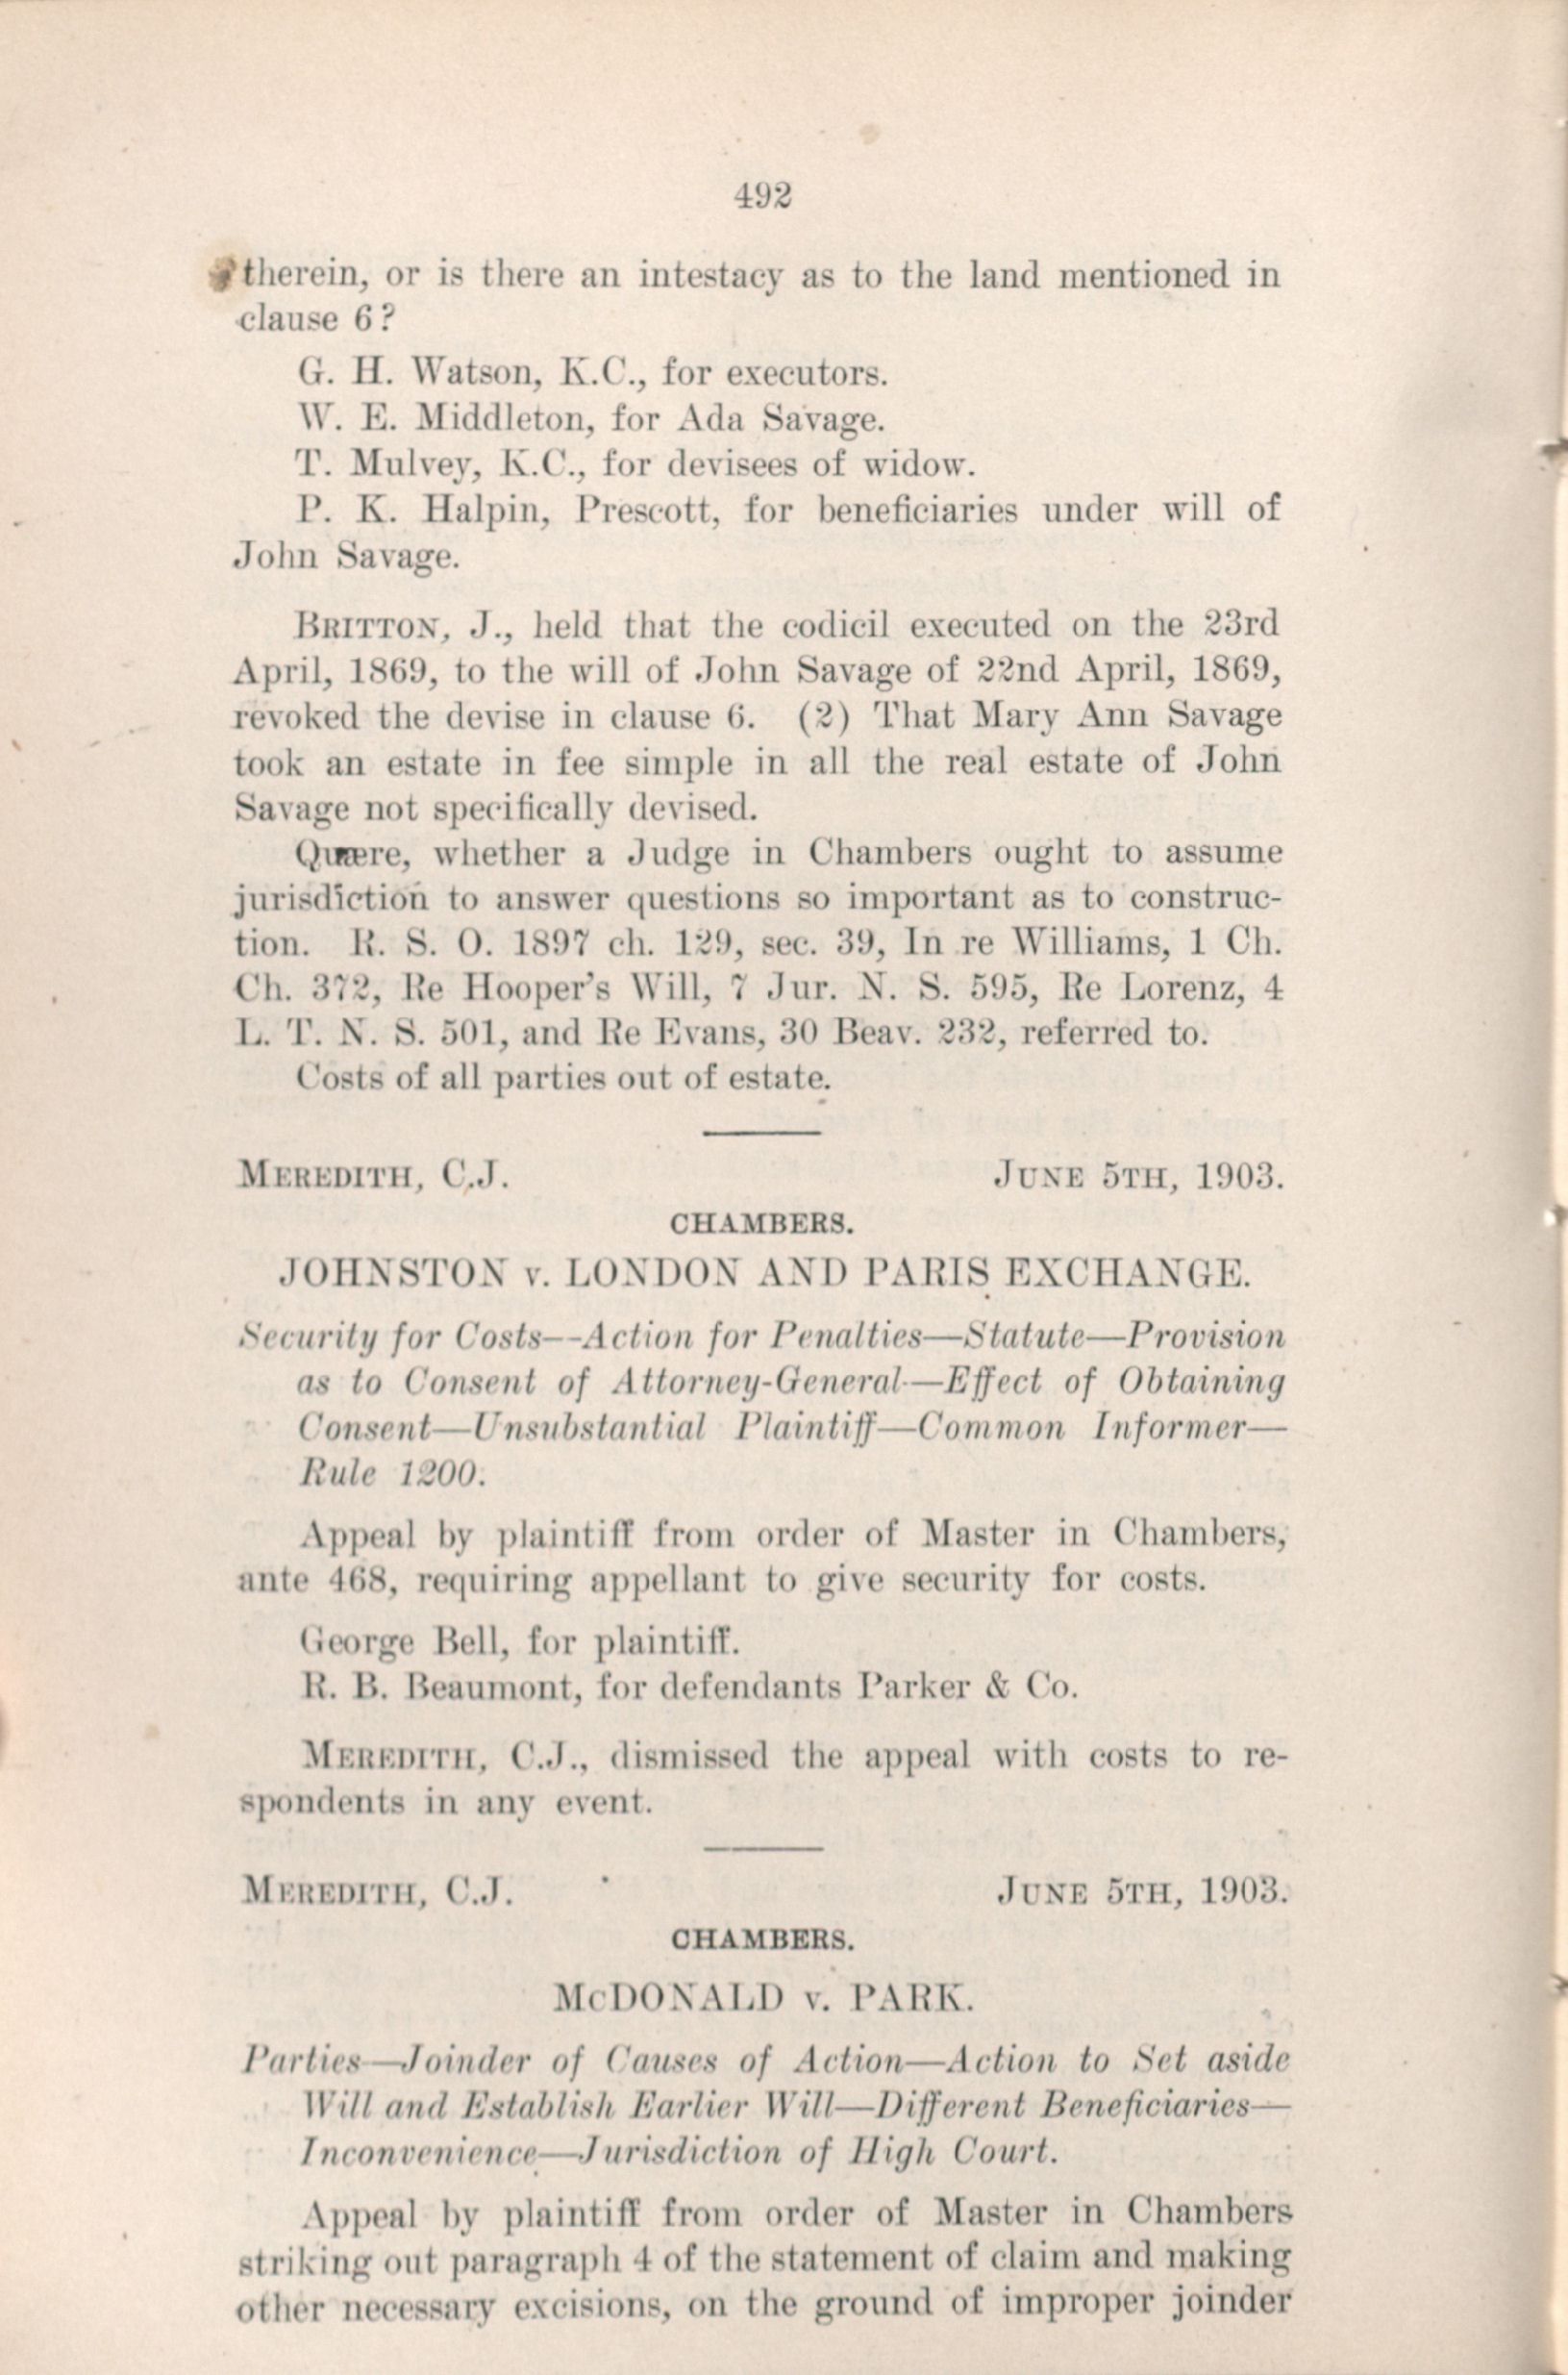 492
therein, or is there an intestacy as to the land mentioned in
clause 6?
G. H. Watson, K.C., for executors.
W. E. Middleton, for Ada Savage.
T. Mulvey, K.C., for devisees of widow.
P. K. Halpin, Prescott, for beneficiaries under will of
John Savage.
BRITTON, J., held that the codicil executed on the 23rd
April, 1869, to the will of John Savage of 22nd April, 1869,
revoked the devise in clause 6. (2) That Mary Ann Savage
took an estate in fee simple in all the real estate of John
Savage not specifically devised.
Quære, whether a Judge in Chambers ought to assume
jurisdiction to answer questions so important as to construc-
tion. R. S. O. 1897 ch. 129, sec. 39, In re Williams, 1 Ch.
Ch. 372, Re Hooper's Will, 7 Jur. N. S. 595, Re Lorenz, 4
L. T. N. S. 501, and Re Evans, 30 Beav. 232, referred to.
Costs of all parties out of estate.
MEREDITH, C.J. JUNE 5TH, 1903.
CHAMBERS.
JOHNSTON v. LONDON AND PARIS EXCHANGE.
Security for Costs—Action for Penalties—Statute—Provision
as to Consent of Attorney-General—Effect of Obtaining
Consent—Unsubstantial Plaintiff—Common Informer—
Rule 1200.
Appeal by plaintiff from order of Master in Chambers,
ante 468, requiring appellant to give security for costs.
George Bell, for plaintiff.
R. B. Beaumont, for defendants Parker & Co.
MEREDITH, C.J., dismissed the appeal with costs to re-
spondents in any event.
MEREDITH, C.J. JUNE 5TH, 1903.
CHAMBERS.
McDONALD v. PARK.
Parties—Joinder of Causes of Action—Action to Set aside
Will and Establish Earlier Will—Different Beneficiaries—
Inconvenience—Jurisdiction of High Court.
Appeal by plaintiff from order of Master in Chambers
striking out paragraph 4 of the statement of claim and making
other necessary excisions, on the ground of improper joinder